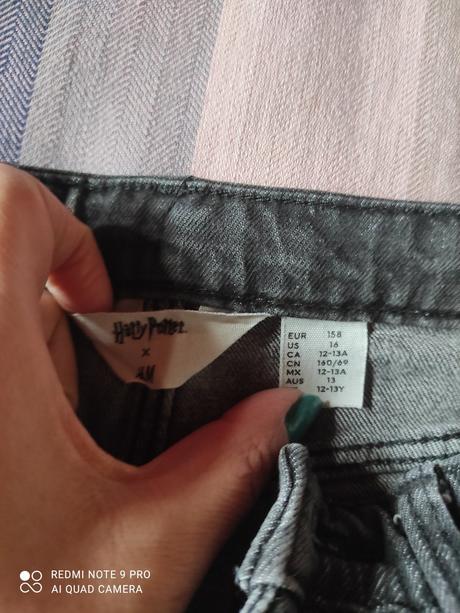 Harry Potter
x
H&M
EUR 158
US 16
CA 12-13A
CN 160/69
MX 12-13A
AUS 13
12-13Y
REDMI NOTE 9 PRO
AI QUAD CAMERA